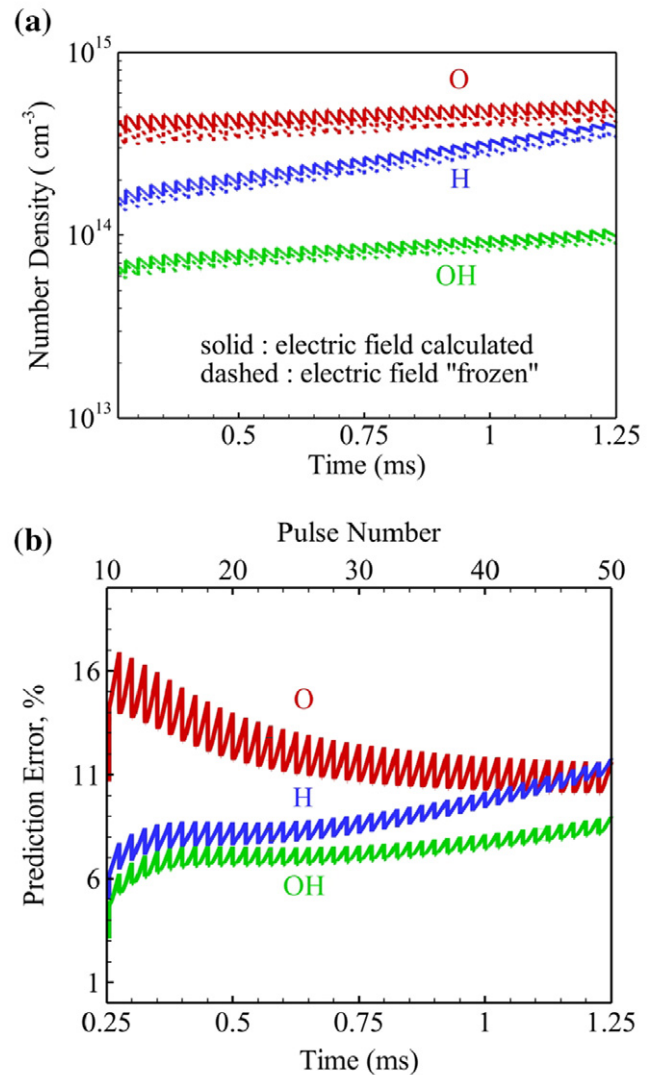 (a)
10^15
10^14
10^13
Number Density ( cm^-3)
O
H
OH
solid : electric field calculated
dashed : electric field "frozen"
0.5 0.75 1 1.25
Time (ms)
(b)
Pulse Number
10 20 30 40 50
16
11
6
1
Prediction Error, %
O
H
OH
0.25 0.5 0.75 1 1.25
Time (ms)